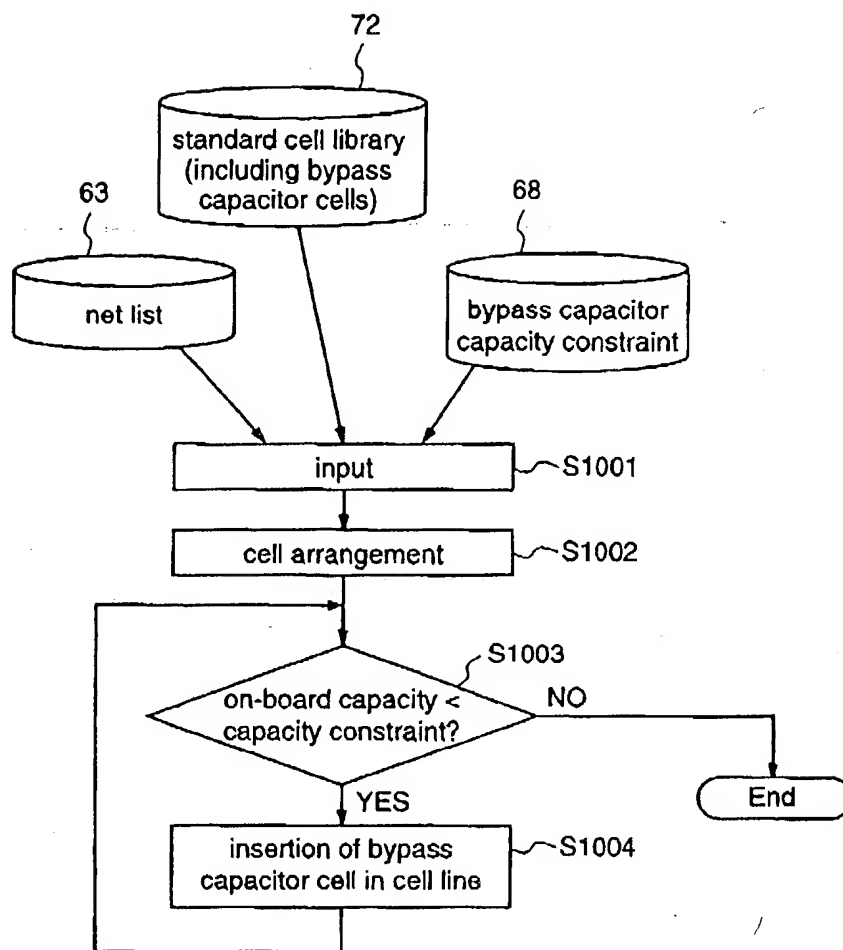 72
standard cell library
(including bypass
capacitor cells)
63
net list
68
bypass capacitor
capacity constraint
input
S1001
cell arrangement
S1002
S1003
on-board capacity <
capacity constraint?
NO
End
YES
insertion of bypass
capacitor cell in cell line
S1004